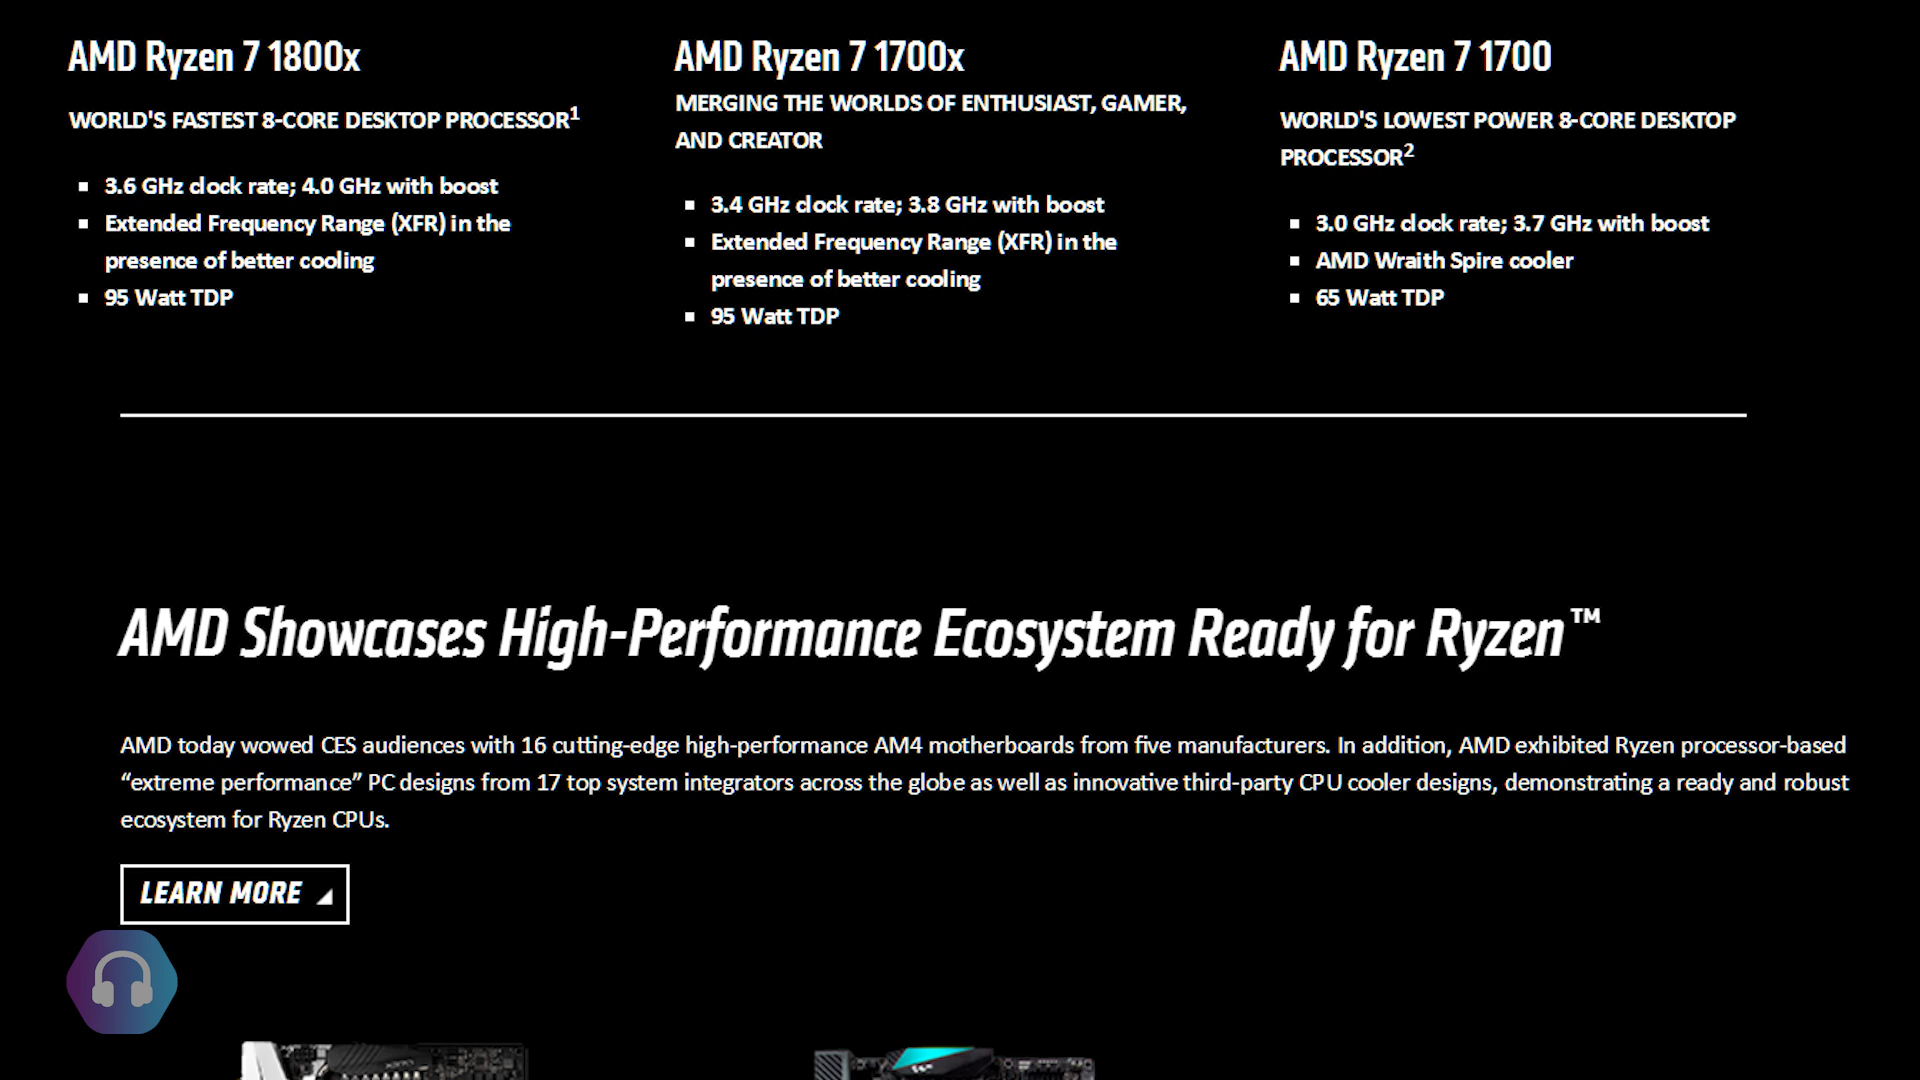 AMD Ryzen 7 1800x
WORLD'S FASTEST 8-CORE DESKTOP PROCESSOR1
3.6 GHz clock rate; 4.0 GHz with boost
Extended Frequency Range (XFR) in the
presence of better cooling
95 Watt TDP
AMD Ryzen 7 1700x
MERGING THE WORLDS OF ENTHUSIAST, GAMER,
AND CREATOR
3.4 GHz clock rate; 3.8 GHz with boost
Extended Frequency Range (XFR) in the
presence of better cooling
95 Watt TDP
AMD Ryzen 7 1700
WORLD'S LOWEST POWER 8-CORE DESKTOP
PROCESSOR2
3.0 GHz clock rate; 3.7 GHz with boost
AMD Wraith Spire cooler
65 Watt TDP
AMD Showcases High-Performance Ecosystem Ready for Ryzen™
AMD today wowed CES audiences with 16 cutting-edge high-performance AM4 motherboards from five manufacturers. In addition, AMD exhibited Ryzen processor-based
“extreme performance” PC designs from 17 top system integrators across the globe as well as innovative third-party CPU cooler designs, demonstrating a ready and robust
ecosystem for Ryzen CPUs.
LEARN MORE